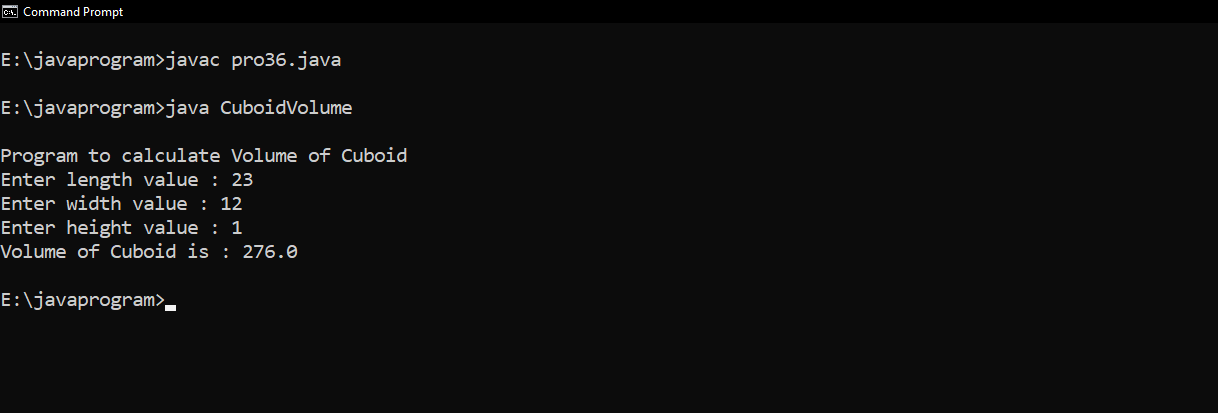 Command Prompt
E:\javaprogram>javac pro36.java
E:\javaprogram>java CuboidVolume
Program to calculate Volume of Cuboid
Enter length value : 23
Enter width value : 12
Enter height value : 1
Volume of Cuboid is : 276.0
E:\javaprogram>